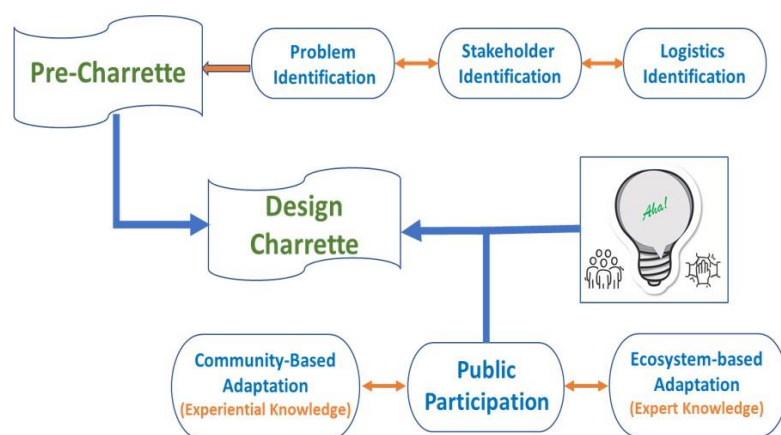 Pre-Charrette
Problem
Identification
Stakeholder
Identification
Logistics
Identification
Design
Charrette
Aha!
Community-Based
Adaptation
(Experiential Knowledge)
Public
Participation
Ecosystem-based
Adaptation
(Expert Knowledge)